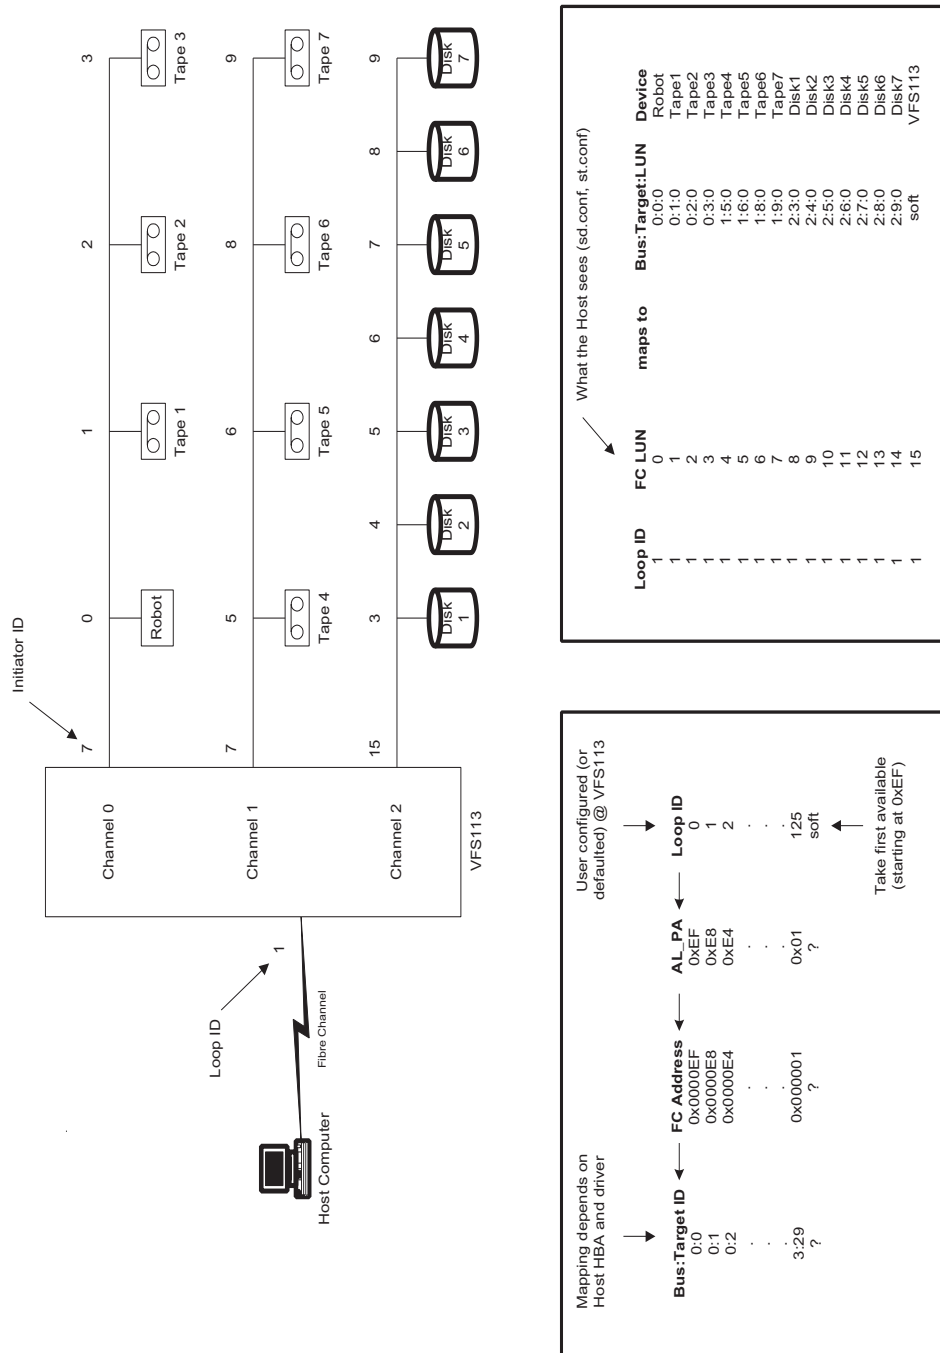 Initiator ID
7 0 1 2 3
Channel 0
Robot
Tape 1
Tape 2
Tape 3
Loop ID
1
7 5 6 8 9
Channel 1
Tape 4
Tape 5
Tape 6
Tape 7
Host Computer
Fibre Channel
15 3 4 5 6 7 8 9
Channel 2
Disk 1
Disk 2
Disk 3
Disk 4
Disk 5
Disk 6
Disk 7
VFS113
Mapping depends on
Host HBA and driver
User configured (or
defaulted) @ VFS113
Bus:Target ID FC Address AL_PA Loop ID
0:0 0x0000EF 0xEF 0
0:1 0x0000E8 0xE8 1
0:2 0x0000E4 0xE4 2
. . . .
. . . .
. . . .
3:29 0x000001 0x01 125
? ? ? soft
Take first available
(starting at 0xEF)
What the Host sees (sd.conf, st.conf)
Loop ID FC LUN maps to Bus:Target:LUN Device
1 0 0:0:0 Robot
1 1 0:1:0 Tape1
1 2 0:2:0 Tape2
1 3 0:3:0 Tape3
1 4 1:5:0 Tape4
1 5 1:6:0 Tape5
1 6 1:8:0 Tape6
1 7 1:9:0 Tape7
1 8 2:3:0 Disk1
1 9 2:4:0 Disk2
1 10 2:5:0 Disk3
1 11 2:6:0 Disk4
1 12 2:7:0 Disk5
1 13 2:8:0 Disk6
1 14 2:9:0 Disk7
1 15 soft VFS113